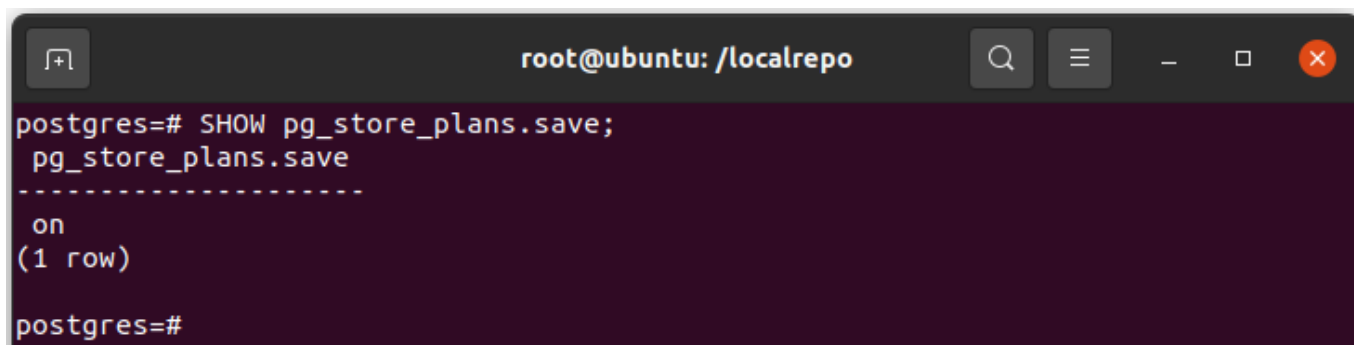 root@ubuntu: /localrepo
postgres=# SHOW pg_store_plans.save;
 pg_store_plans.save
---------------------
 on
(1 row)

postgres=#